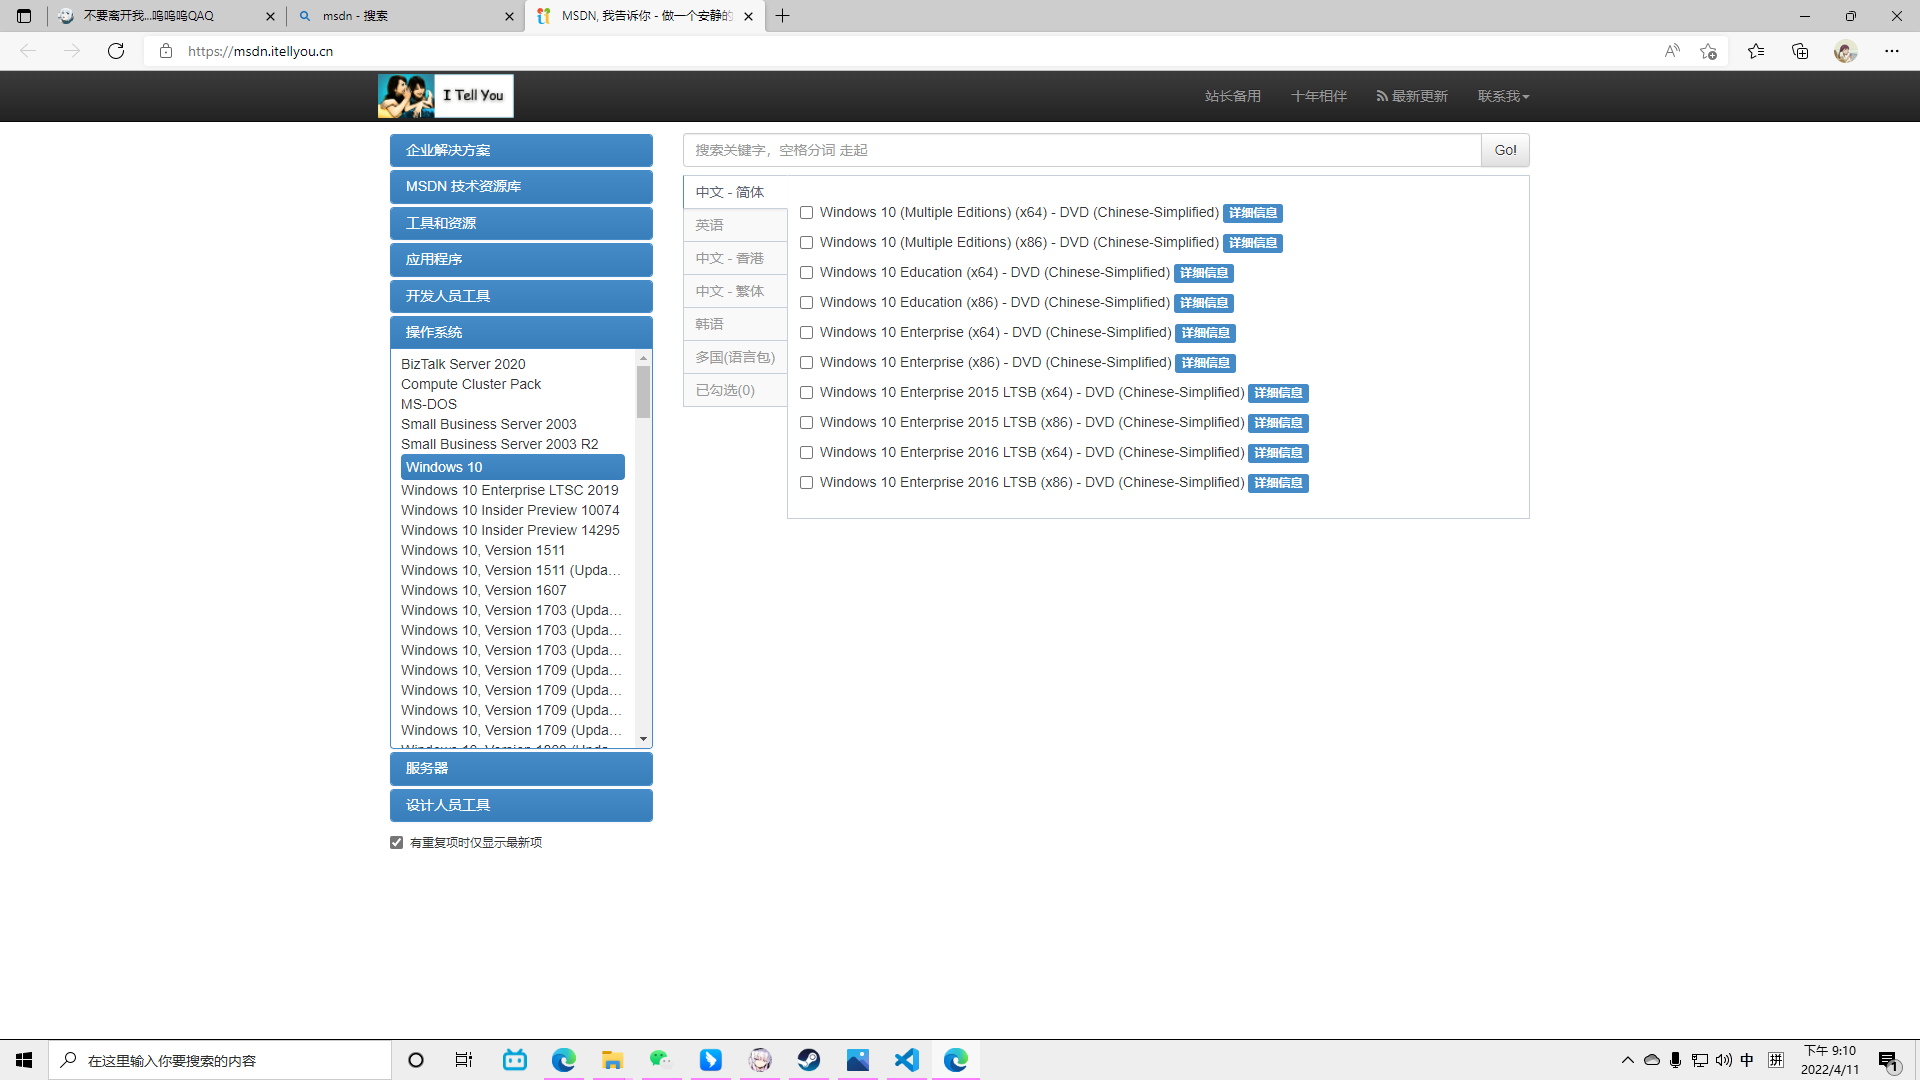 不要离开我...呜呜呜QAQ
msdn - 搜索
MSDN, 我告诉你 - 做一个安静的
https://msdn.itellyou.cn
I Tell You
站长备用
十年相伴
最新更新
联系我
企业解决方案
MSDN 技术资源库
工具和资源
应用程序
开发人员工具
操作系统
BizTalk Server 2020
Compute Cluster Pack
MS-DOS
Small Business Server 2003
Small Business Server 2003 R2
Windows 10
Windows 10 Enterprise LTSC 2019
Windows 10 Insider Preview 10074
Windows 10 Insider Preview 14295
Windows 10, Version 1511
Windows 10, Version 1511 (Upda...
Windows 10, Version 1607
Windows 10, Version 1703 (Upda...
Windows 10, Version 1703 (Upda...
Windows 10, Version 1703 (Upda...
Windows 10, Version 1709 (Upda...
Windows 10, Version 1709 (Upda...
Windows 10, Version 1709 (Upda...
Windows 10, Version 1709 (Upda...
服务器
设计人员工具
有重复项时仅显示最新项
搜索关键字，空格分词 走起
Go!
中文 - 简体
英语
中文 - 香港
中文 - 繁体
韩语
多国(语言包)
已勾选(0)
Windows 10 (Multiple Editions) (x64) - DVD (Chinese-Simplified) 详细信息
Windows 10 (Multiple Editions) (x86) - DVD (Chinese-Simplified) 详细信息
Windows 10 Education (x64) - DVD (Chinese-Simplified) 详细信息
Windows 10 Education (x86) - DVD (Chinese-Simplified) 详细信息
Windows 10 Enterprise (x64) - DVD (Chinese-Simplified) 详细信息
Windows 10 Enterprise (x86) - DVD (Chinese-Simplified) 详细信息
Windows 10 Enterprise 2015 LTSB (x64) - DVD (Chinese-Simplified) 详细信息
Windows 10 Enterprise 2015 LTSB (x86) - DVD (Chinese-Simplified) 详细信息
Windows 10 Enterprise 2016 LTSB (x64) - DVD (Chinese-Simplified) 详细信息
Windows 10 Enterprise 2016 LTSB (x86) - DVD (Chinese-Simplified) 详细信息
在这里输入你要搜索的内容
中
拼
下午 9:10
2022/4/11
1